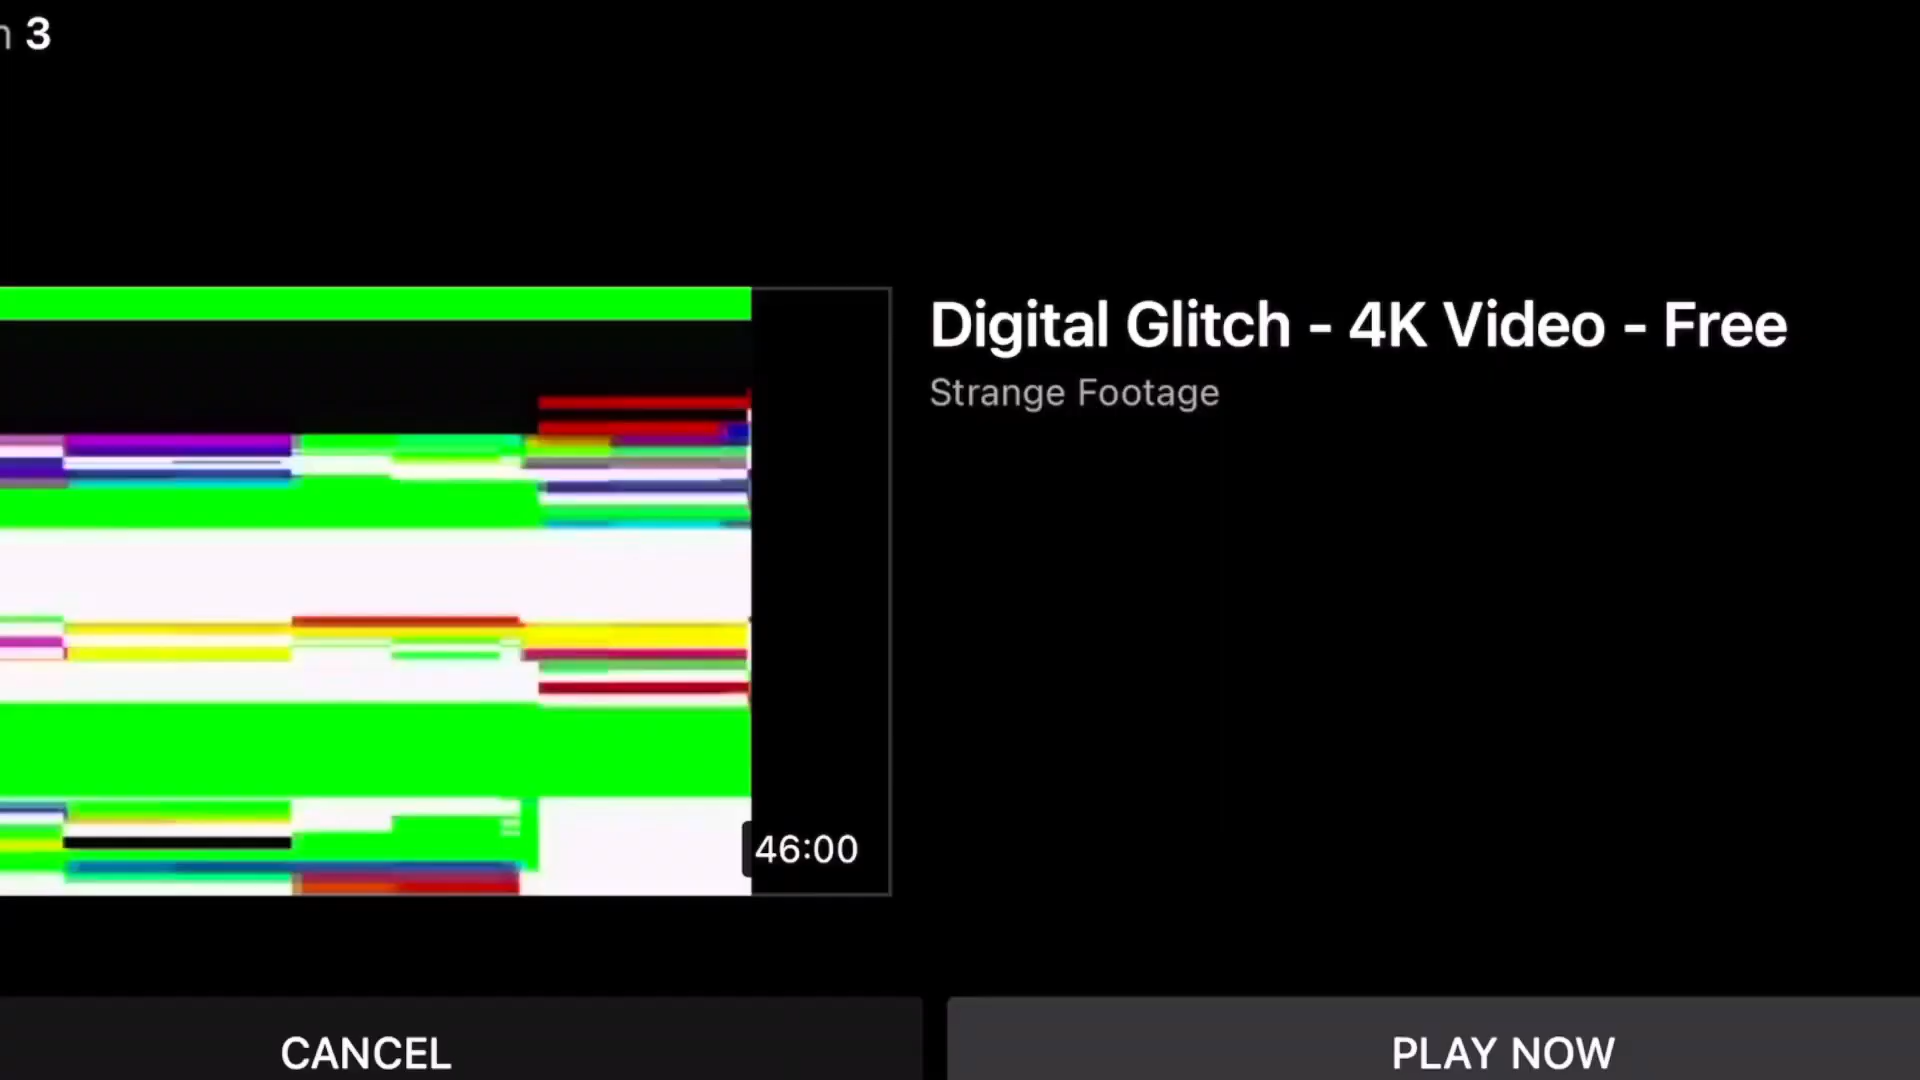 n 3
Digital Glitch - 4K Video - Free
Strange Footage
46:00
CANCEL
PLAY NOW